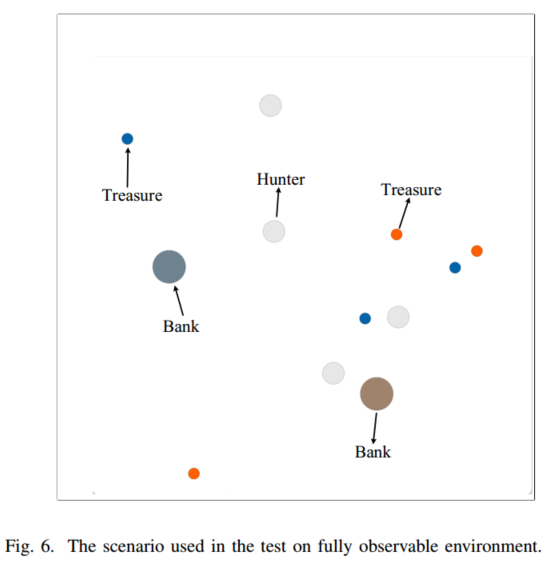 Hunter
Treasure
Treasure
Bank
Bank
Fig. 6. The scenario used in the test on fully observable environment.